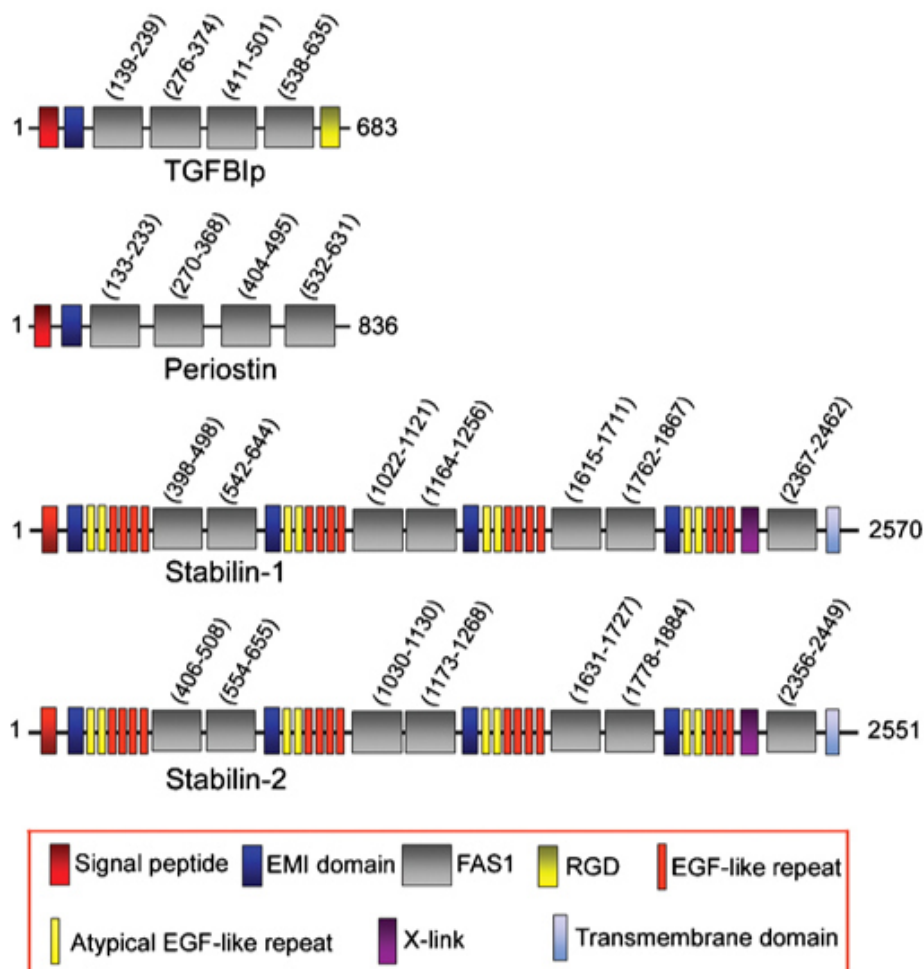 (139-239) (276-374) (411-501) (538-635)
1 683
TGFBIp
(133-233) (270-368) (404-495) (532-631)
1 836
Periostin
(398-498) (542-644) (1022-1121) (1164-1256) (1615-1711) (1762-1867) (2367-2462)
1 2570
Stabilin-1
(406-508) (554-655) (1030-1130) (1173-1268) (1631-1727) (1778-1884) (2356-2449)
1 2551
Stabilin-2
Signal peptide EMI domain FAS1 RGD EGF-like repeat
Atypical EGF-like repeat X-link Transmembrane domain